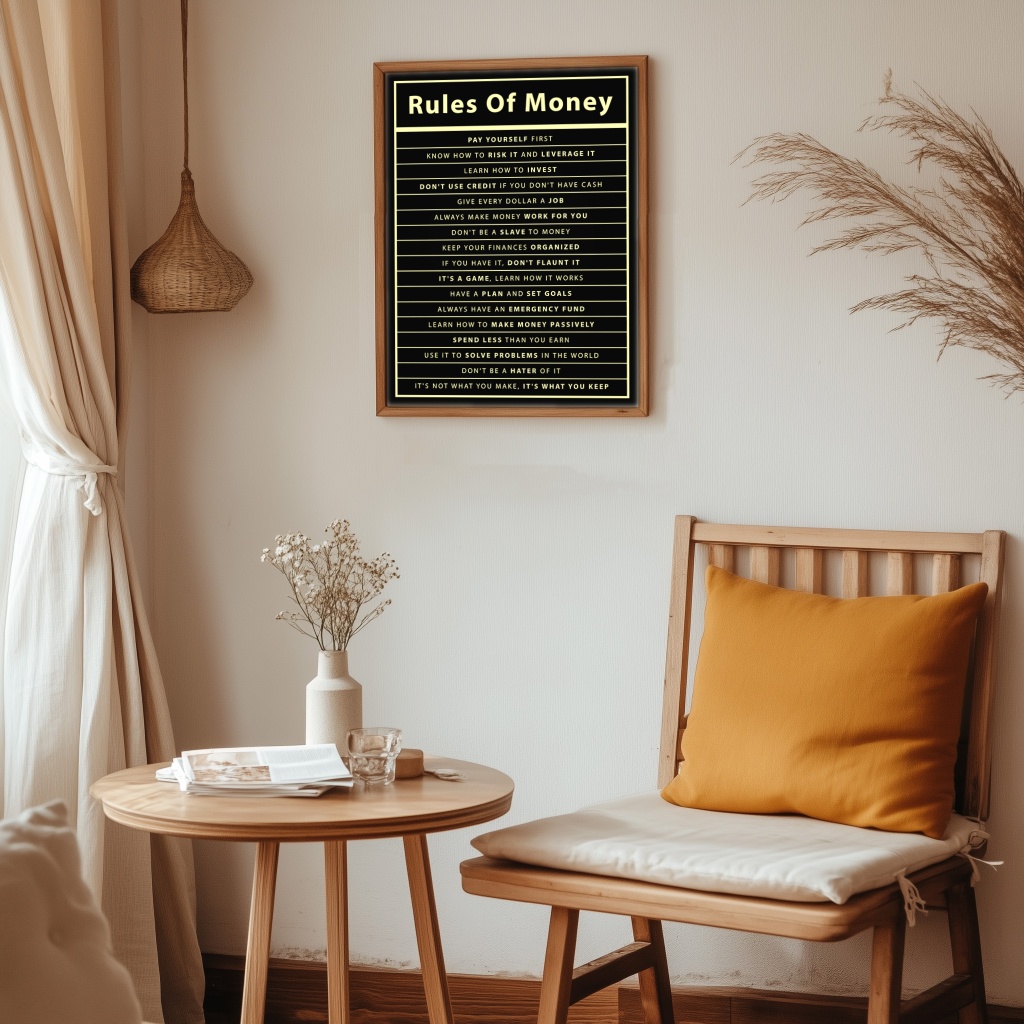 Rules Of Money
PAY YOURSELF FIRST
KNOW HOW TO RISK IT AND LEVERAGE IT
LEARN HOW TO INVEST
DON'T USE CREDIT IF YOU DON'T HAVE CASH
GIVE EVERY DOLLAR A JOB
ALWAYS MAKE MONEY WORK FOR YOU
DON'T BE A SLAVE TO MONEY
KEEP YOUR FINANCES ORGANIZED
IF YOU HAVE IT, DON'T FLAUNT IT
IT'S A GAME, LEARN HOW IT WORKS
HAVE A PLAN AND SET GOALS
ALWAYS HAVE AN EMERGENCY FUND
LEARN HOW TO MAKE MONEY PASSIVELY
SPEND LESS THAN YOU EARN
USE IT TO SOLVE PROBLEMS IN THE WORLD
DON'T BE A HATER OF IT
IT'S NOT WHAT YOU MAKE, IT'S WHAT YOU KEEP